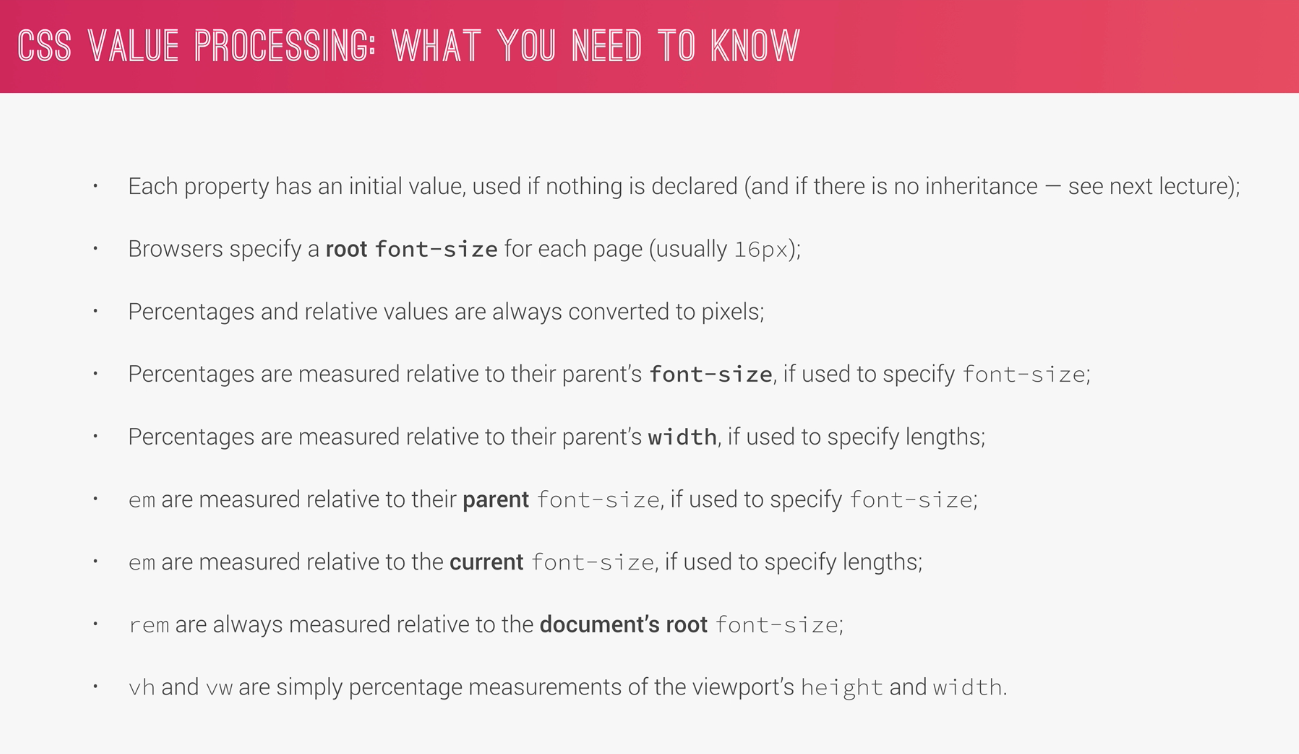 CSS VALUE PROCESSING: WHAT YOU NEED TO KNOW
• Each property has an initial value, used if nothing is declared (and if there is no inheritance — see next lecture);
• Browsers specify a root font-size for each page (usually 16px);
• Percentages and relative values are always converted to pixels;
• Percentages are measured relative to their parent’s font-size, if used to specify font-size;
• Percentages are measured relative to their parent’s width, if used to specify lengths;
• em are measured relative to their parent font-size, if used to specify font-size;
• em are measured relative to the current font-size, if used to specify lengths;
• rem are always measured relative to the document’s root font-size;
• vh and vw are simply percentage measurements of the viewport’s height and width.